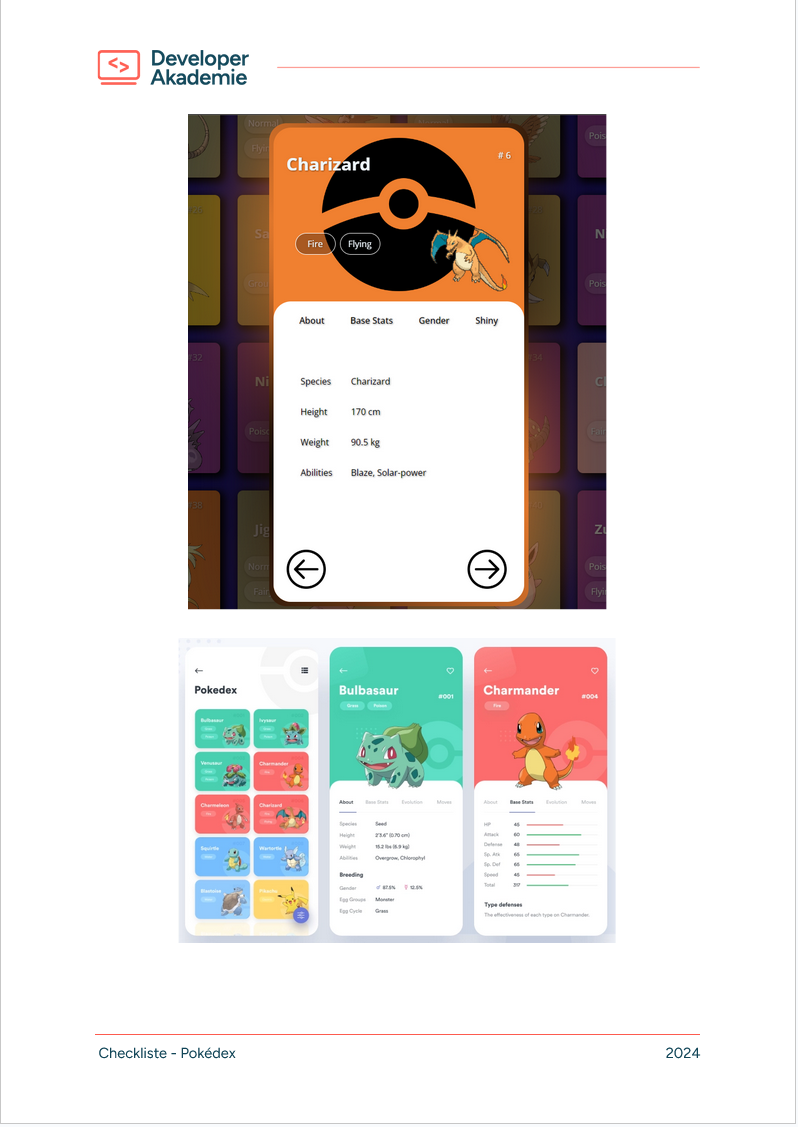 Developer
Akademie
Normal
Flying
Charizard
# 6
Fire
Flying
About Base Stats Gender Shiny
Species Charizard
Height 170 cm
Weight 90.5 kg
Abilities Blaze, Solar-power
#32
Pokedex
Bulbasaur
Ivysaur
Venusaur
Charmander
Charmeleon
Charizard
Squirtle
Wartortle
Blastoise
Pikachu
Bulbasaur
#001
Grass Poison
About Base Stats Evolution Moves
Species Seed
Height 2'3.6" (0.70 cm)
Weight 15.2 lbs (6.9 kg)
Abilities Overgrow, Chlorophyl
Breeding
Gender ♂ 87.5% ♀ 12.5%
Egg Groups Monster
Egg Cycle Grass
Charmander
#004
Fire
About Base Stats Evolution Moves
HP 45
Attack 60
Defense 48
Sp. Atk 65
Sp. Def 65
Speed 45
Total 317
Type defenses
The effectiveness of each type on Charmander.
Checkliste - Pokédex 2024